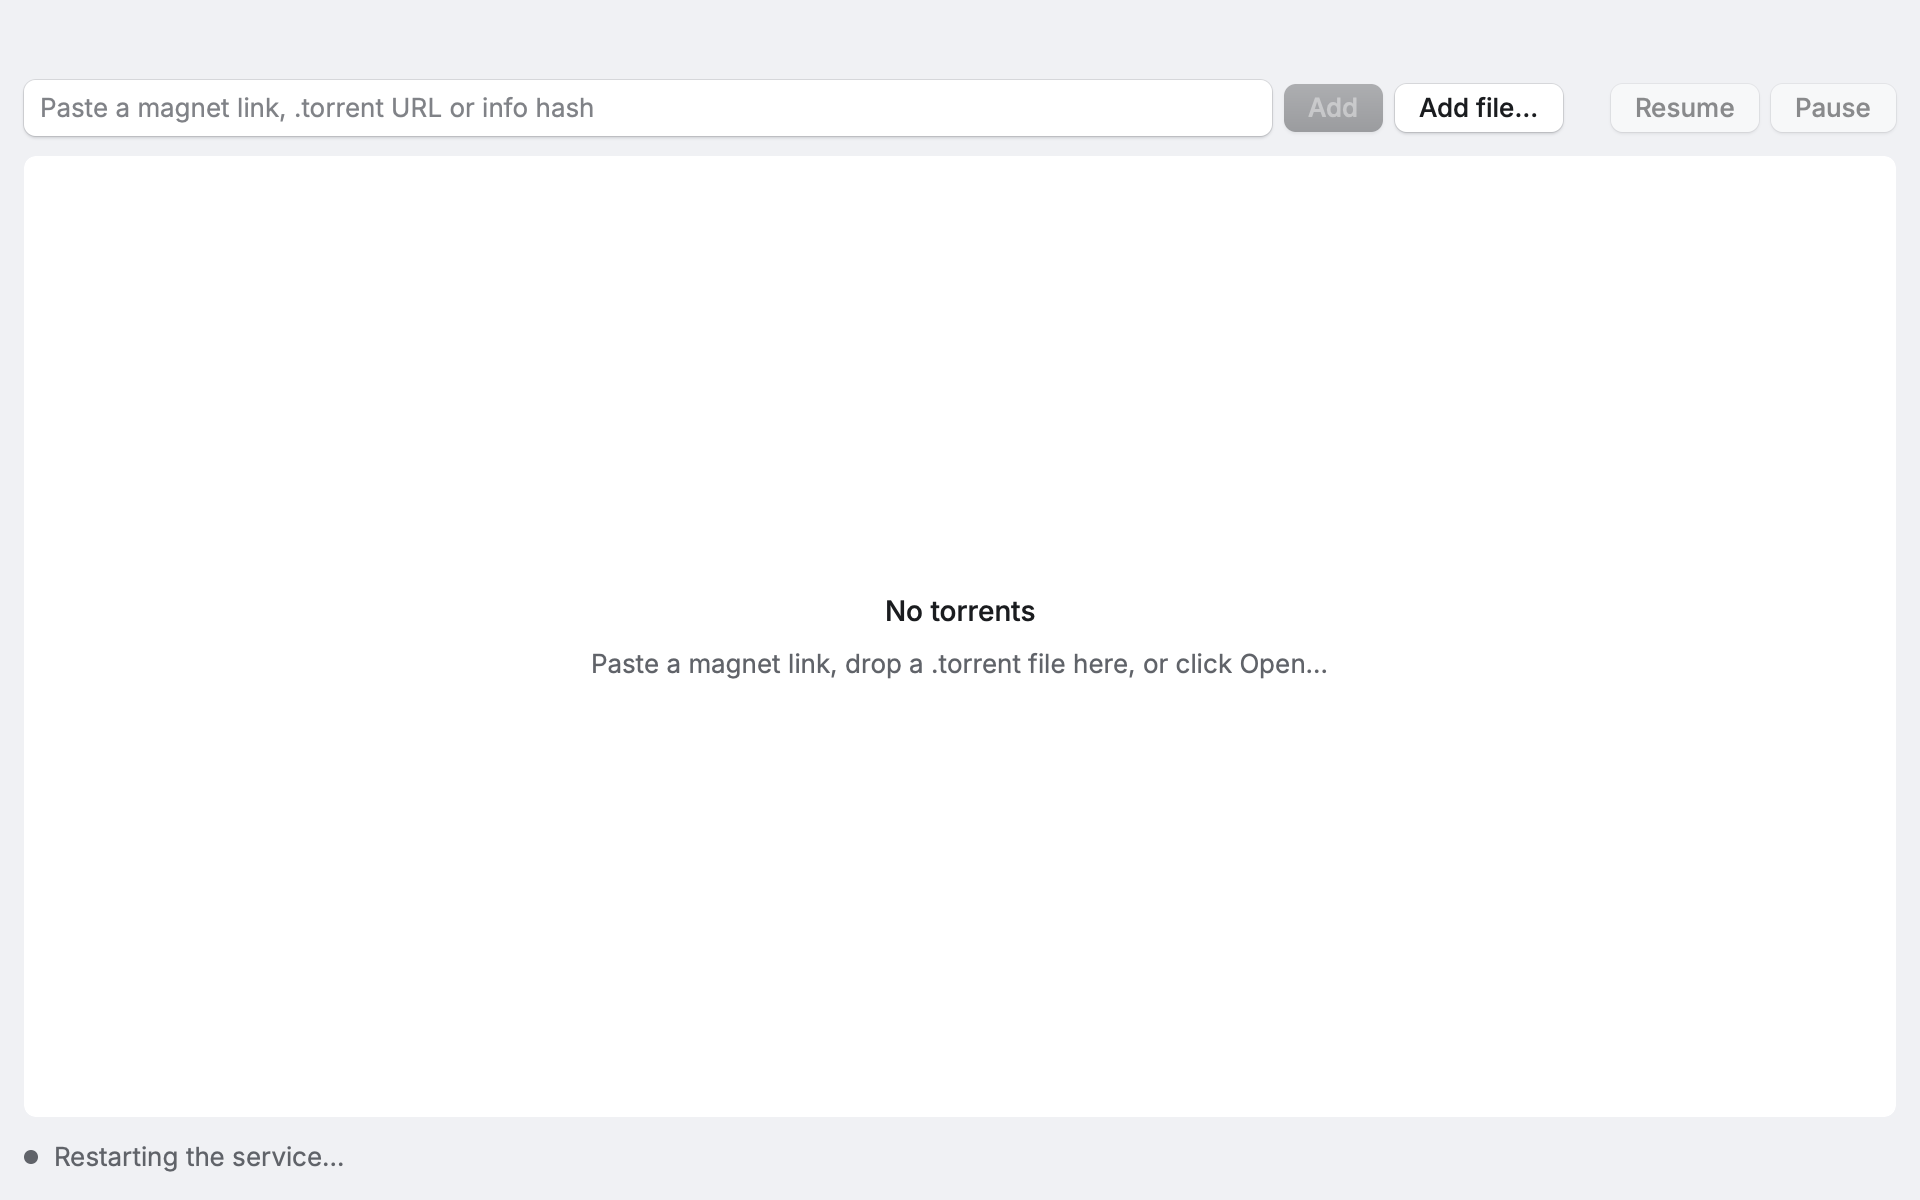 Paste a magnet link, .torrent URL or info hash
Add
Add file...
Resume
Pause
No torrents
Paste a magnet link, drop a .torrent file here, or click Open...
Restarting the service...